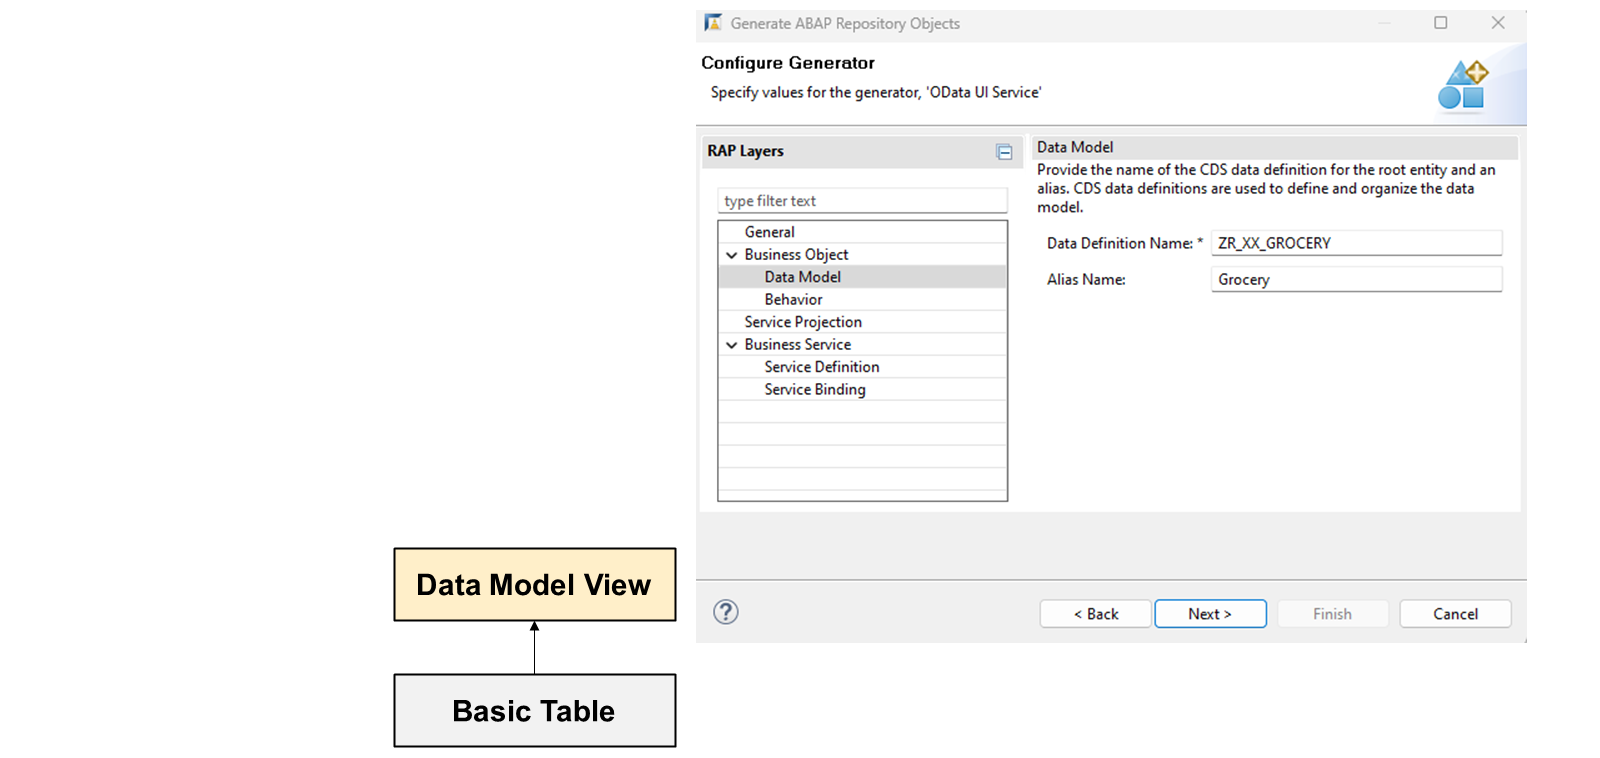 Generate ABAP Repository Objects
Configure Generator
Specify values for the generator, 'OData UI Service'
RAP Layers
type filter text
General
Business Object
Data Model
Behavior
Service Projection
Business Service
Service Definition
Service Binding
Data Model
Provide the name of the CDS data definition for the root entity and an
alias. CDS data definitions are used to define and organize the data
model.
Data Definition Name: * ZR_XX_GROCERY
Alias Name: Grocery
? < Back Next > Finish Cancel
Data Model View
Basic Table